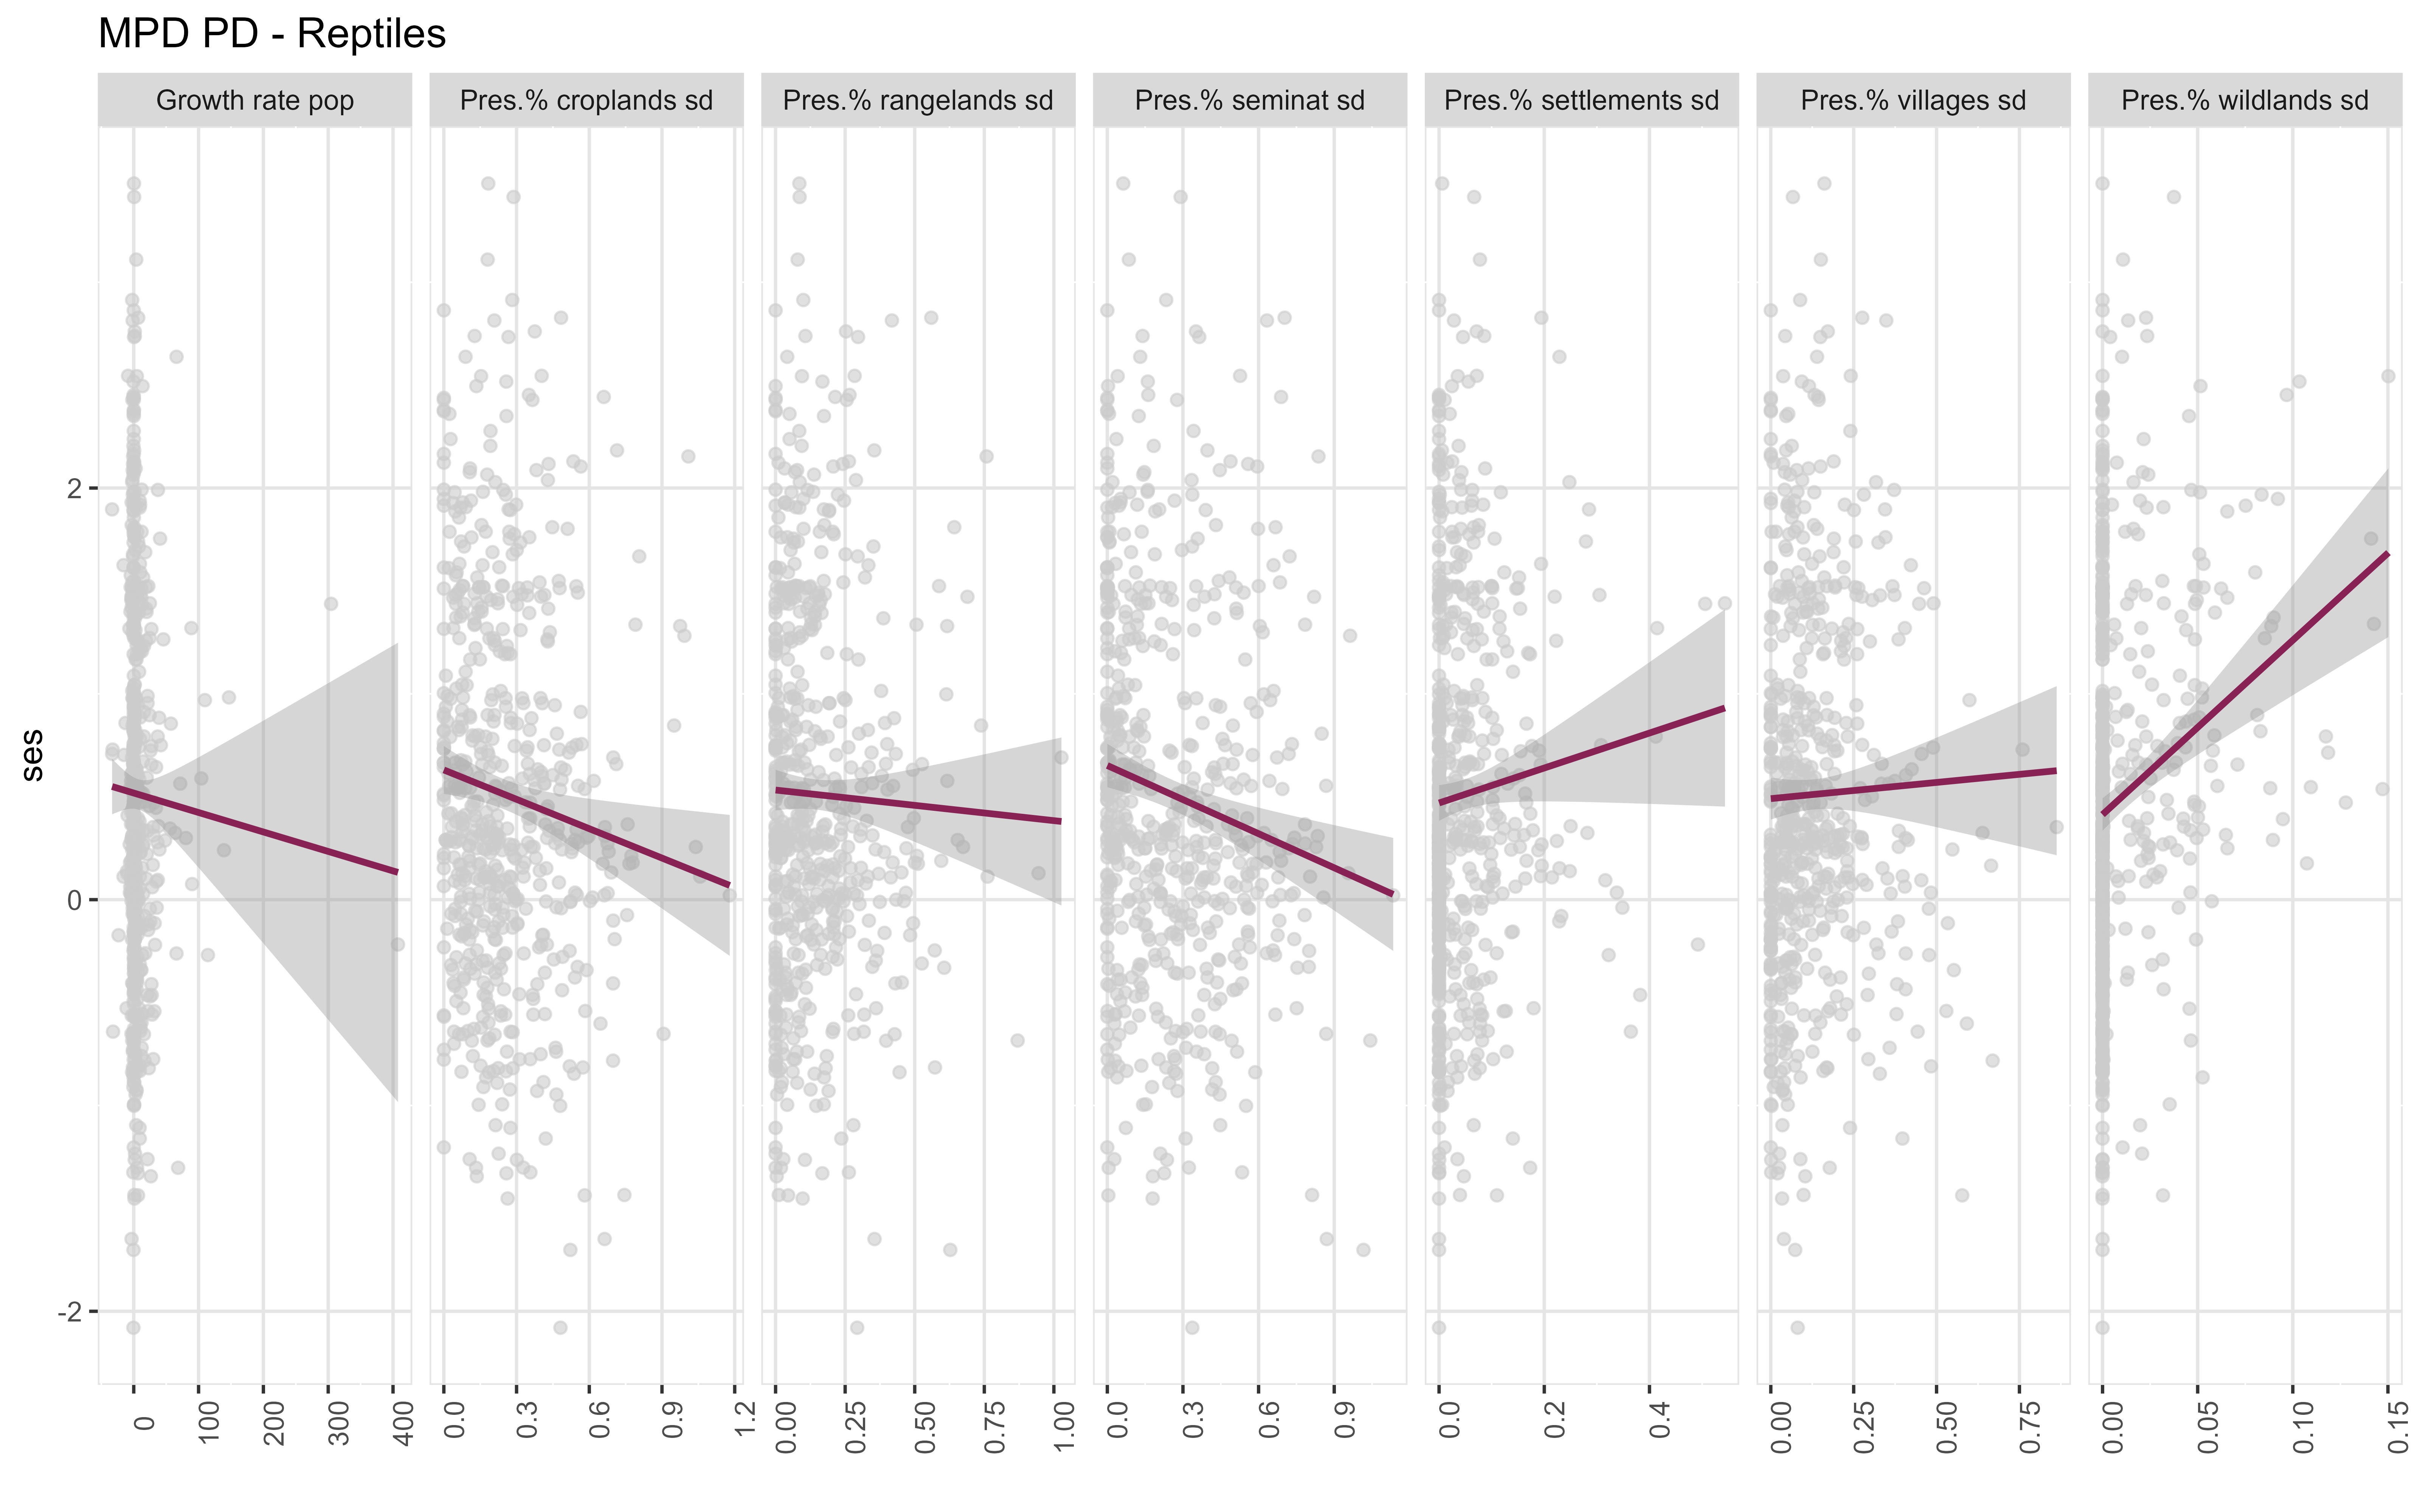 MPD PD - Reptiles
Growth rate pop
Pres.% croplands sd
Pres.% rangelands sd
Pres.% seminat sd
Pres.% settlements sd
Pres.% villages sd
Pres.% wildlands sd
ses
2
0
-2
0 100 200 300 400
0.0 0.3 0.6 0.9 1.2
0.00 0.25 0.50 0.75 1.00
0.0 0.3 0.6 0.9
0.0 0.2 0.4
0.00 0.25 0.50 0.75
0.00 0.05 0.10 0.15